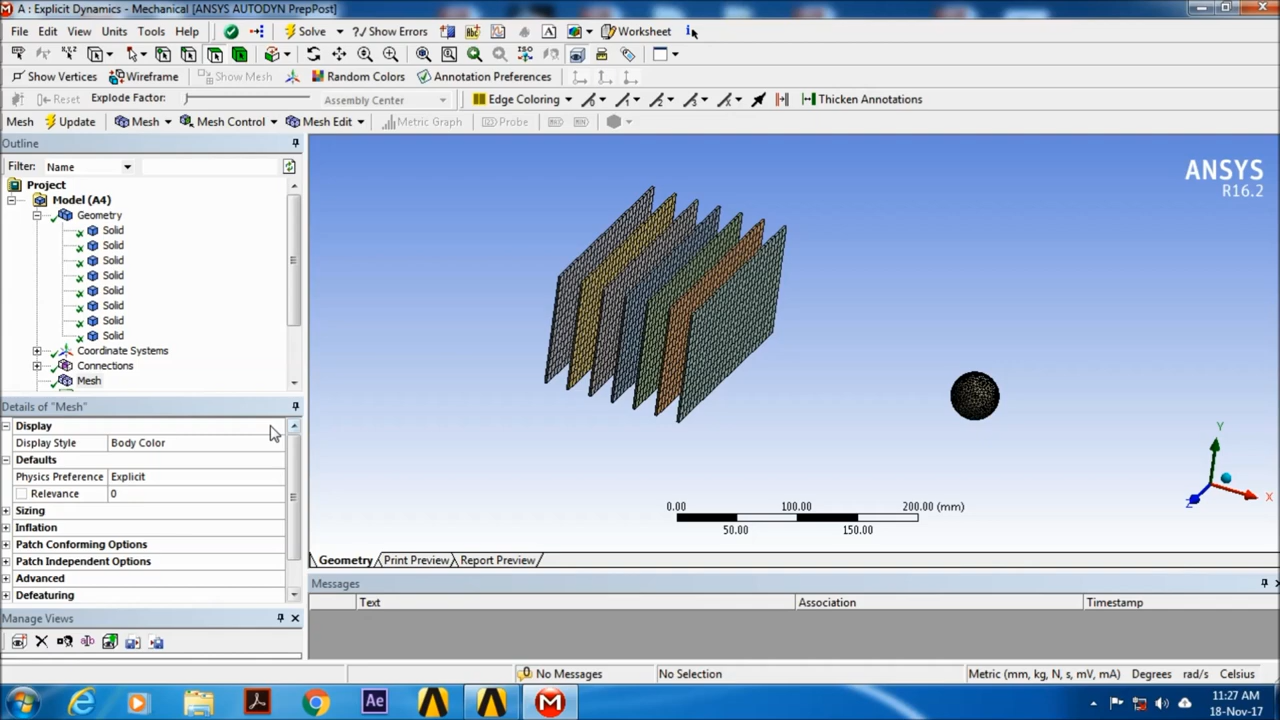 A : Explicit Dynamics - Mechanical [ANSYS AUTODYN PrepPost]
File Edit View Units Tools Help Solve ?/ Show Errors A Worksheet
ISO
Show Vertices Wireframe Show Mesh Random Colors Annotation Preferences
Reset Explode Factor: Assembly Center Edge Coloring Thicken Annotations
Mesh Update Mesh Mesh Control Mesh Edit Metric Graph Probe
Outline
Filter: Name
Project
Model (A4)
Geometry
Solid
Solid
Solid
Solid
Solid
Solid
Solid
Solid
Coordinate Systems
Connections
Mesh
Details of "Mesh"
Display
Display Style Body Color
Defaults
Physics Preference Explicit
Relevance 0
Sizing
Inflation
Patch Conforming Options
Patch Independent Options
Advanced
Defeaturing
Manage Views
ANSYS
R16.2
Y
X
Z
0.00 100.00 200.00 (mm)
50.00 150.00
Geometry Print Preview Report Preview
Messages
Text Association Timestamp
0 No Messages No Selection Metric (mm, kg, N, s, mV, mA) Degrees rad/s Celsius
Ae M
11:27 AM
18-Nov-17